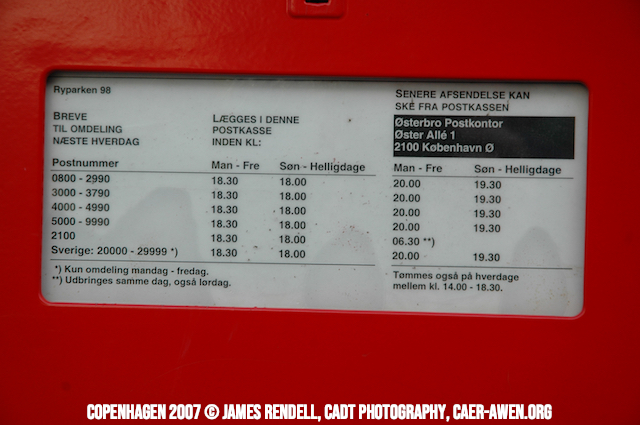 Ryparken 98
BREVE
TIL OMDELING
NÆSTE HVERDAG
LÆGGES I DENNE
POSTKASSE
INDEN KL:
SENERE AFSENDELSE KAN
SKE FRA POSTKASSEN
Østerbro Postkontor
Øster Allé 1
2100 København Ø
Postnummer Man - Fre Søn - Helligdage Man - Fre Søn - Helligdage
0800 - 2990 18.30 18.00 20.00 19.30
3000 - 3790 18.30 18.00 20.00 19.30
4000 - 4990 18.30 18.00 20.00 19.30
5000 - 9990 18.30 18.00 20.00 19.30
2100 18.30 18.00 06.30 **)
Sverige: 20000 - 29999 *) 18.30 18.00 20.00 19.30
*) Kun omdeling mandag - fredag.
**) Udbringes samme dag, også lørdag.
Tømmes også på hverdage
mellem kl. 14.00 - 18.30.
COPENHAGEN 2007 © JAMES RENDELL, CADT PHOTOGRAPHY, CAER-AWEN.ORG